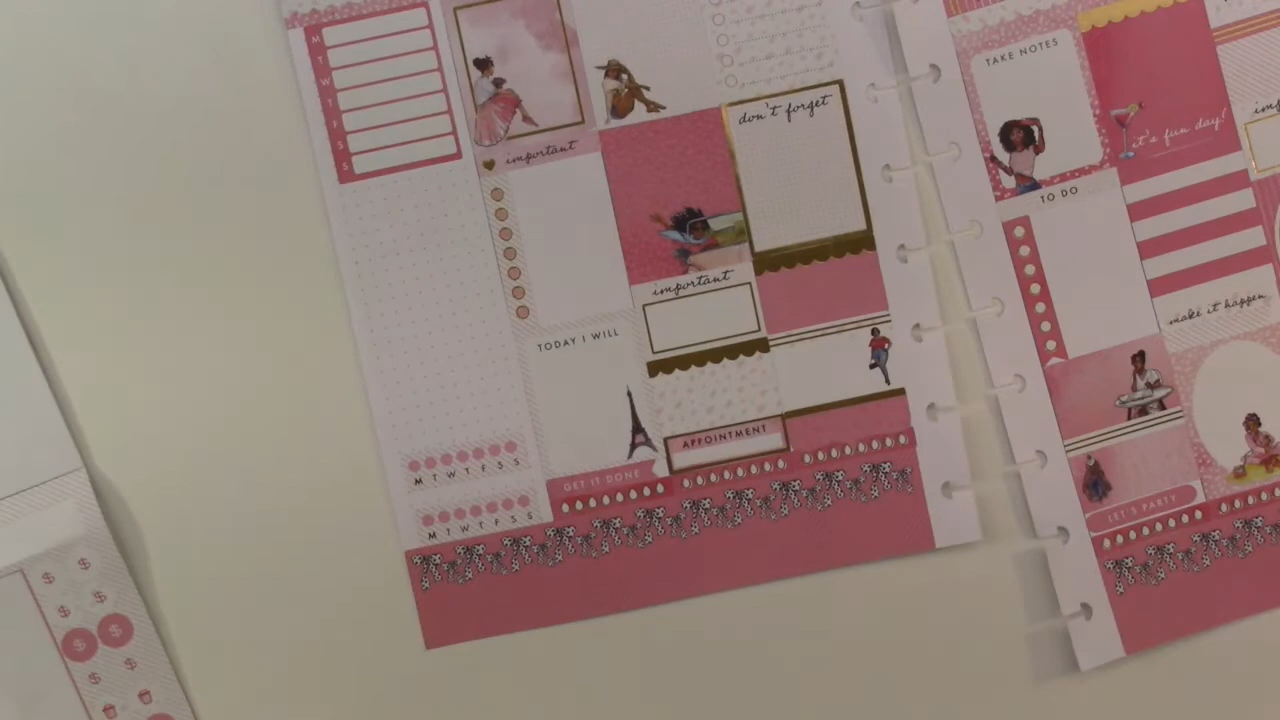 M
T
W
T
F
S
S
important
don't forget
important
TODAY I WILL
APPOINTMENT
GET IT DONE
M T W T F S S
M T W T F S S
TAKE NOTES
it's fun day!
TO DO
make it happen
LET'S PARTY